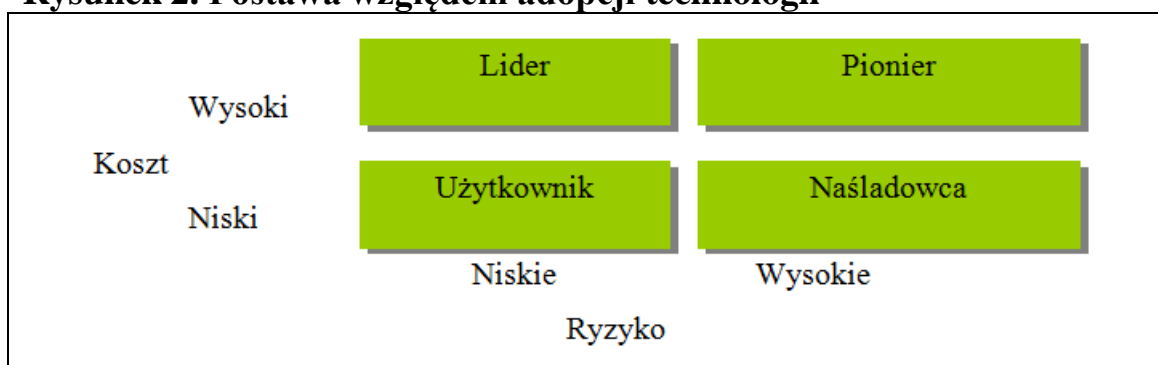 Rysunek 2. Postawa względem adopcji technologii
Lider Pionier
Wysoki
Koszt
Użytkownik Naśladowca
Niski
Niskie Wysokie
Ryzyko